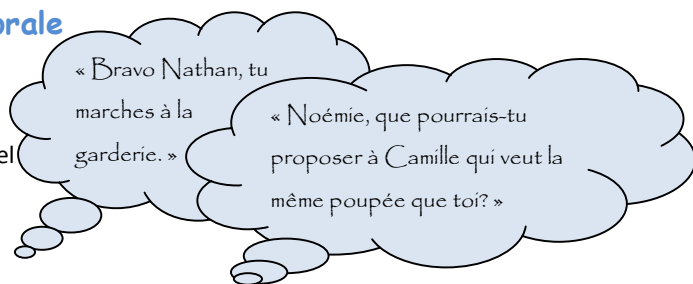 orale
« Bravo Nathan, tu
marches à la
garderie. »
el
« Noémie, que pourrais-tu
proposer à Camille qui veut la
même poupée que toi? »